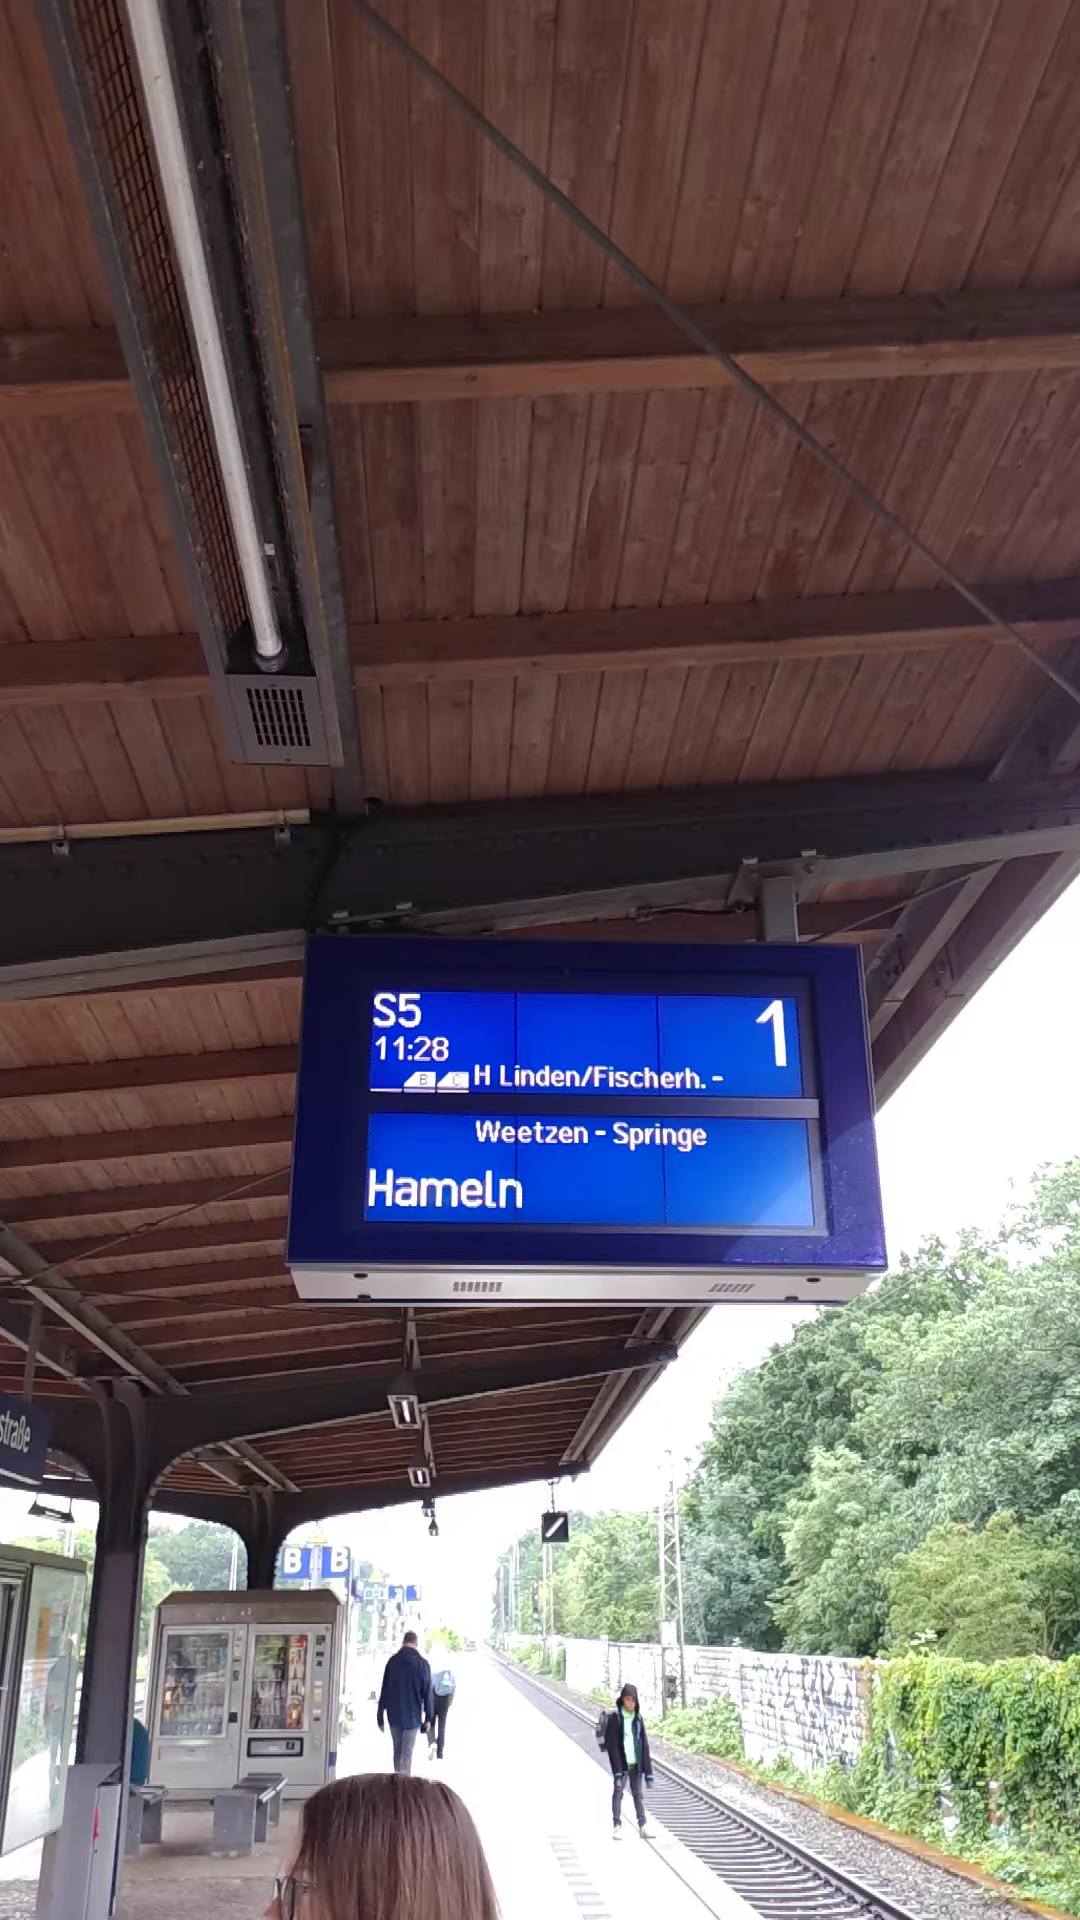 S5
1
11:28
B C H Linden/Fischerh. -
Weetzen - Springe
Hameln
straße
B B